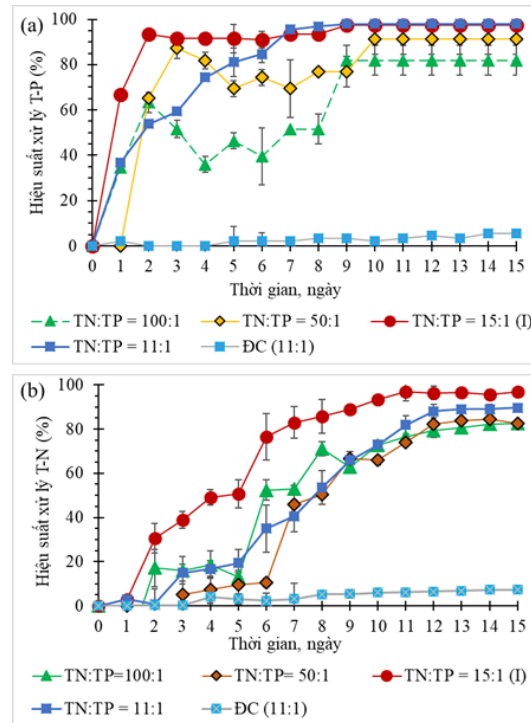 (a)
Hiệu suất xử lý T-P (%)
100
80
60
40
20
0
0 1 2 3 4 5 6 7 8 9 10 11 12 13 14 15
Thời gian, ngày
TN:TP = 100:1 TN:TP = 50:1 TN:TP = 15:1 (I)
TN:TP = 11:1 ĐC (11:1)
(b)
Hiệu suất xử lý T-N (%)
100
80
60
40
20
0
0 1 2 3 4 5 6 7 8 9 10 11 12 13 14 15
Thời gian, ngày
TN:TP=100:1 TN:TP= 50:1 TN:TP = 15:1 (I)
TN:TP = 11:1 ĐC (11:1)